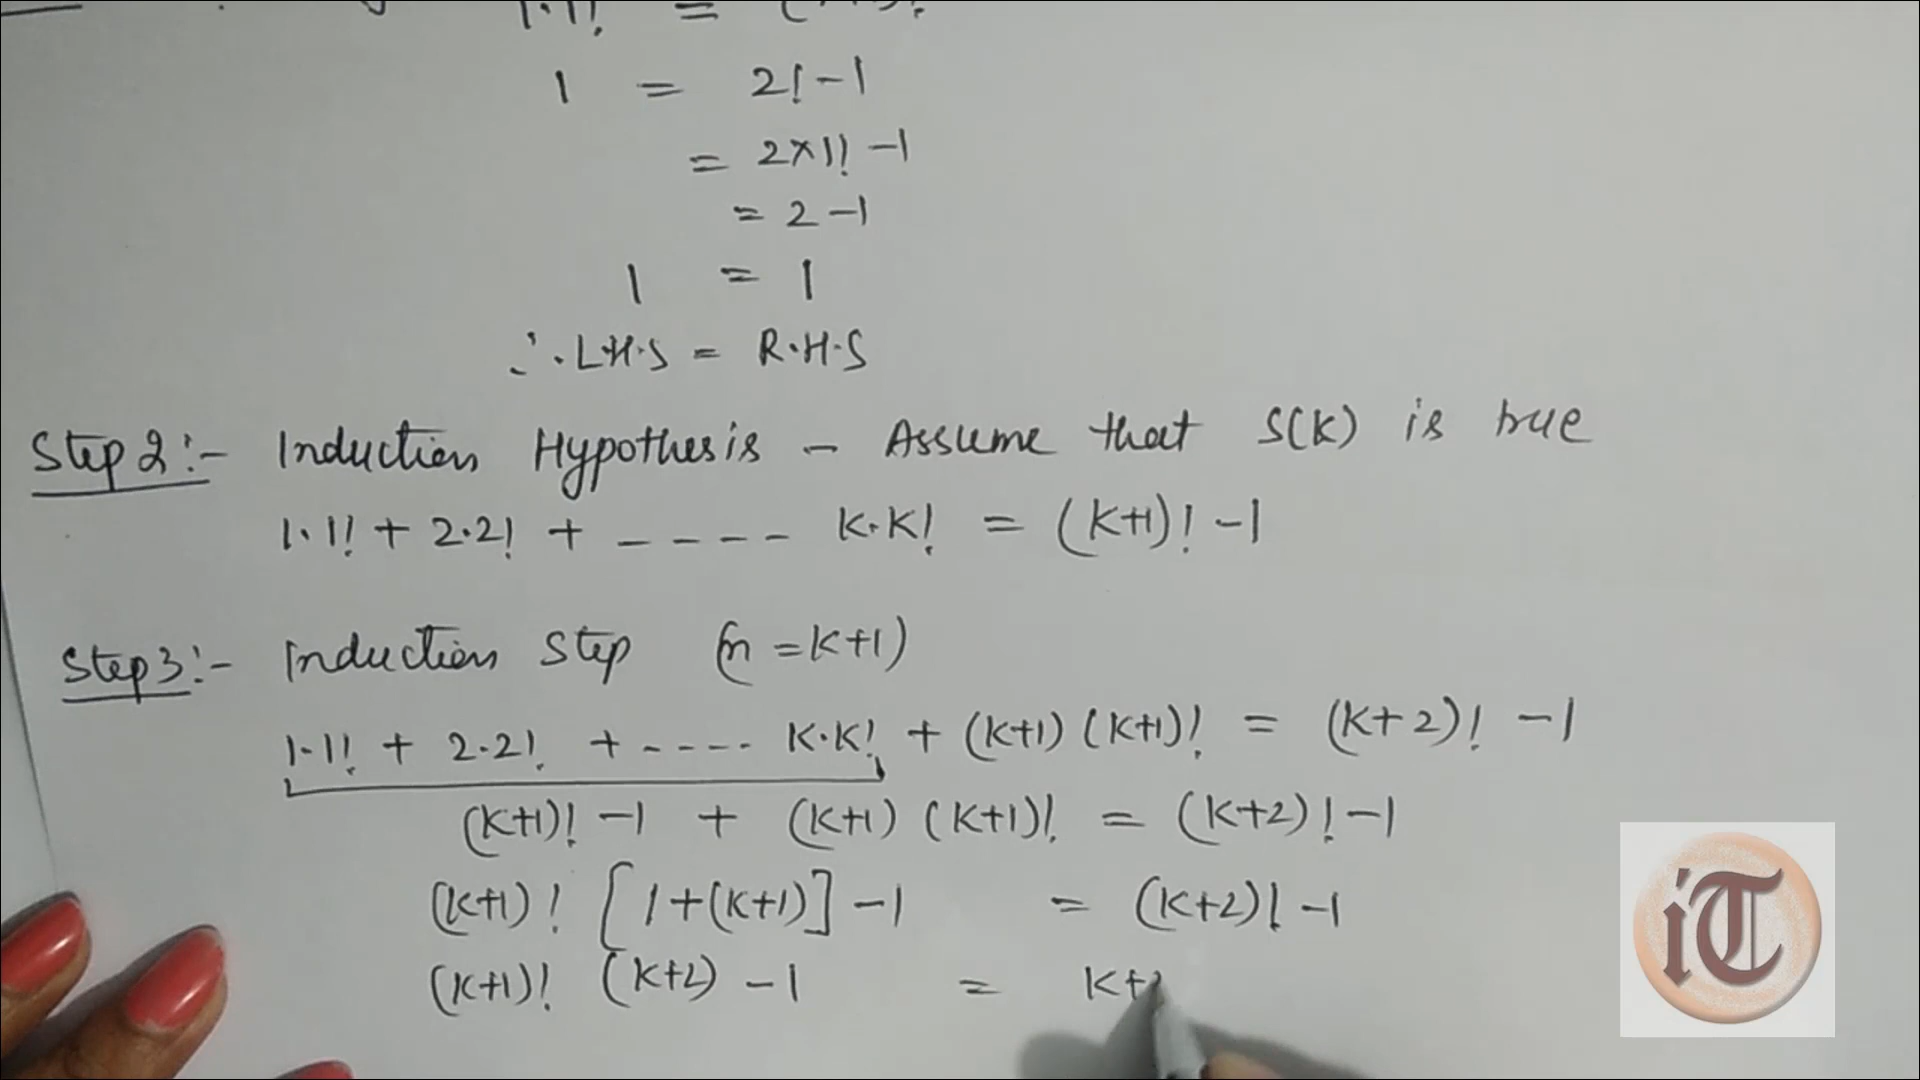 1·1! =
1 = 2! - 1
= 2×1! - 1
= 2 - 1
1 = 1
∴ L.H.S = R.H.S
Step 2:- Induction Hypothesis - Assume that S(K) is true
1·1! + 2·2! + ---- K·K! = (K+1)! - 1
Step 3:- Induction Step (n = K+1)
1·1! + 2·2! + ---- K·K! + (K+1) (K+1)! = (K+2)! - 1
(K+1)! - 1 + (K+1) (K+1)! = (K+2)! - 1
(K+1)! [1+(K+1)] - 1 = (K+2)! - 1
(K+1)! (K+2) - 1 = K+
iT